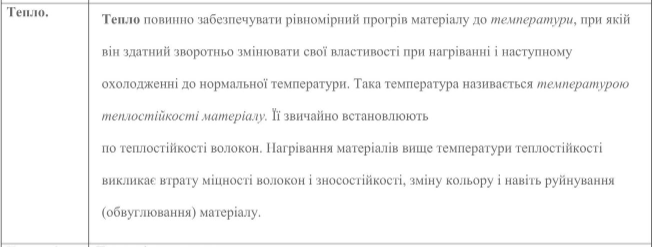 Тепло.
Тепло повинно забезпечувати рівномірний прогрів матеріалу до температури, при якій
він здатний зворотньо змінювати свої властивості при нагріванні і наступному
охолодженні до нормальної температури. Така температура називається температурою
теплостійкості матеріалу. Її звичайно встановлюють
по теплостійкості волокон. Нагрівання матеріалів вище температури теплостійкості
викликає втрату міцності волокон і зносостійкості, зміну кольору і навіть руйнування
(обвуглювання) матеріалу.